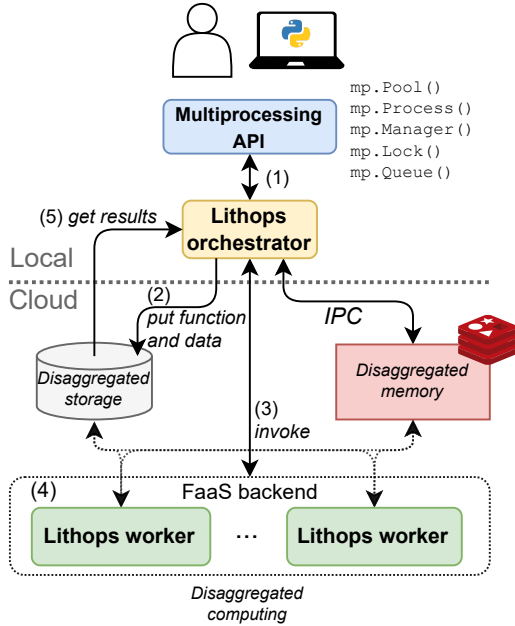 mp.Pool()
mp.Process()
mp.Manager()
mp.Lock()
mp.Queue()
Multiprocessing
API
(1)
(5) get results
Lithops
orchestrator
Local
Cloud
(2)
put function
and data
IPC
Disaggregated
storage
Disaggregated
memory
(3)
invoke
(4)
FaaS backend
Lithops worker
...
Lithops worker
Disaggregated
computing